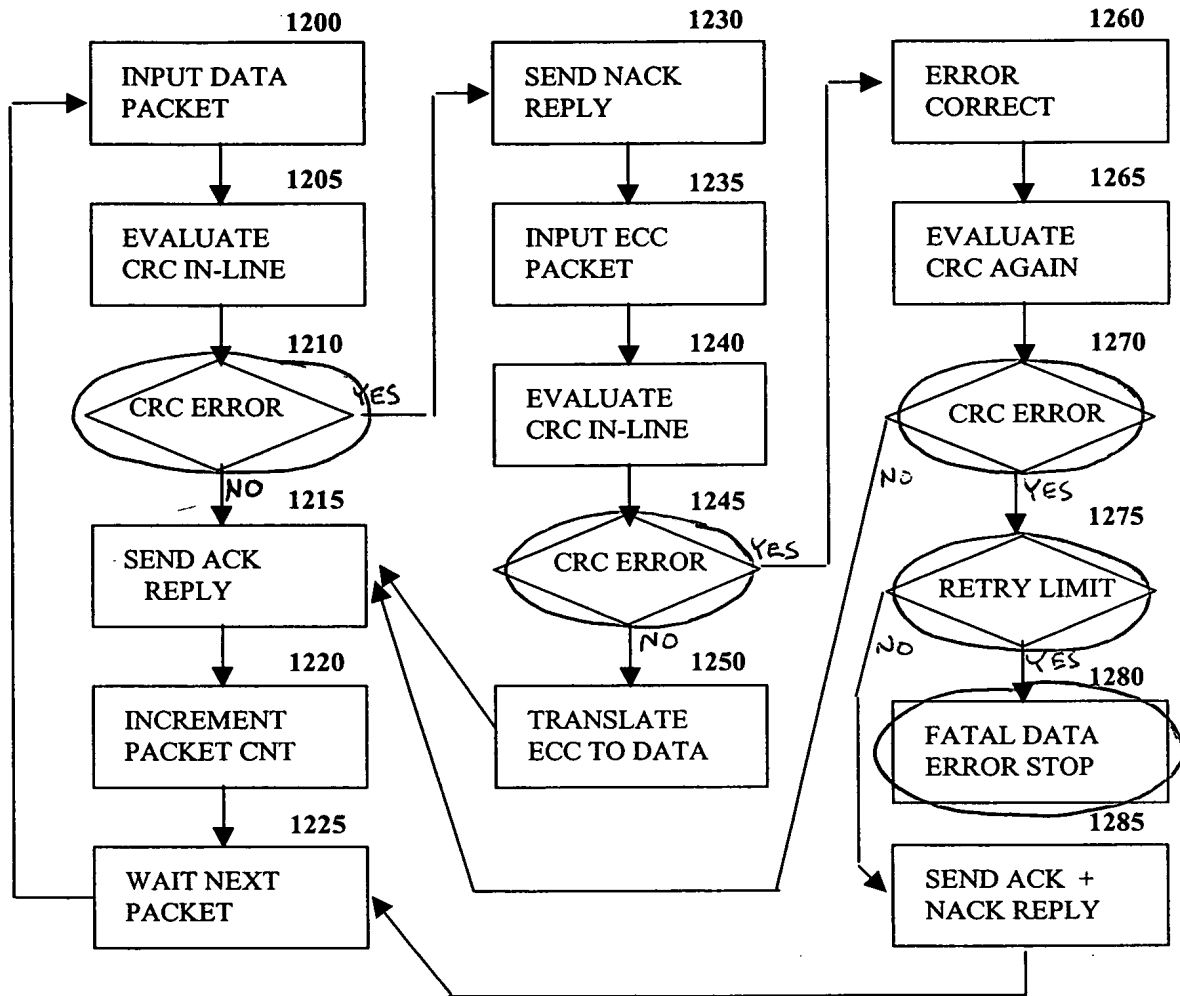 1200
INPUT DATA
PACKET
1205
EVALUATE
CRC IN-LINE
1210
CRC ERROR
YES
NO
1215
SEND ACK
REPLY
1220
INCREMENT
PACKET CNT
1225
WAIT NEXT
PACKET
1230
SEND NACK
REPLY
1235
INPUT ECC
PACKET
1240
EVALUATE
CRC IN-LINE
1245
CRC ERROR
YES
NO
1250
TRANSLATE
ECC TO DATA
1260
ERROR
CORRECT
1265
EVALUATE
CRC AGAIN
1270
CRC ERROR
NO
YES
1275
RETRY LIMIT
NO
YES
1280
FATAL DATA
ERROR STOP
1285
SEND ACK +
NACK REPLY